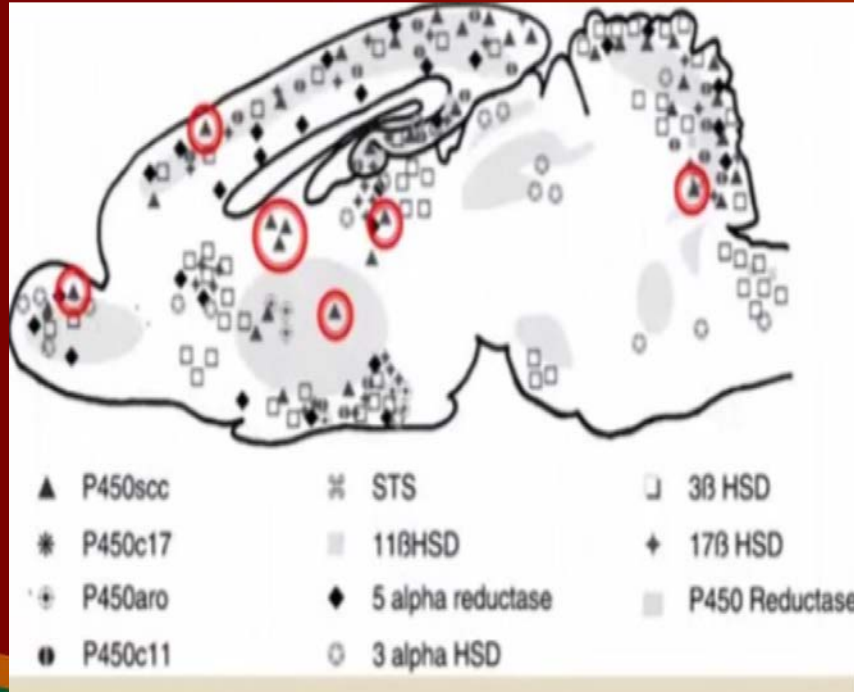 P450scc STS 3ß HSD
P450c17 11ßHSD 17ß HSD
P450aro 5 alpha reductase P450 Reductase
P450c11 3 alpha HSD